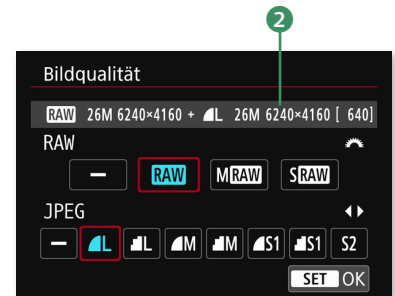 2
Bildqualität
RAW 26M 6240×4160 + L 26M 6240×4160 [ 640]
RAW
– RAW MRAW SRAW
JPEG
– L L M M S1 S1 S2
SET OK